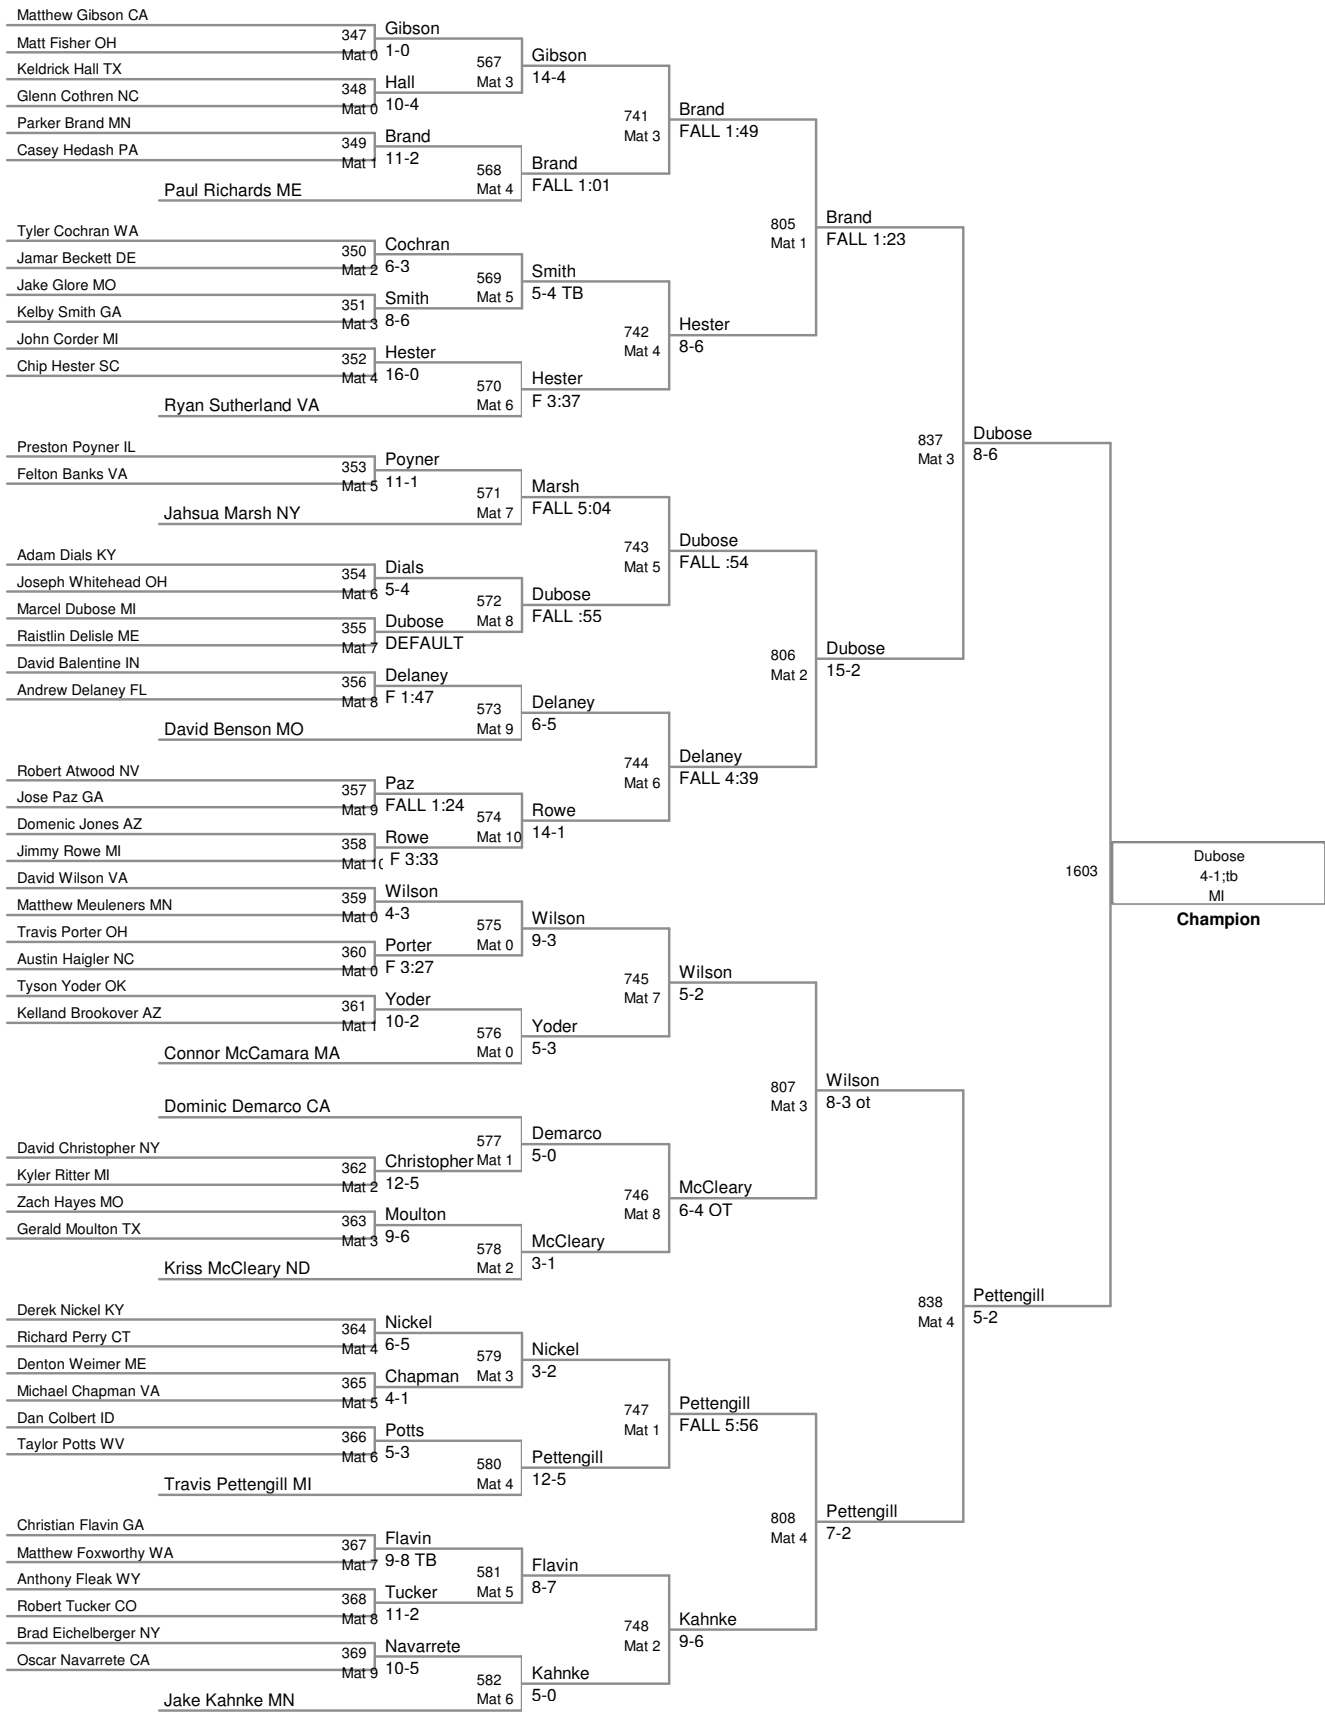 Matthew Gibson CA
347 Gibson
Matt Fisher OH
Mat 0 1-0
567 Gibson
Keldrick Hall TX
Mat 3 14-4
348 Hall
Glenn Cothren NC
Mat 0 10-4
741 Brand
Parker Brand MN
Mat 3 FALL 1:49
349 Brand
Casey Hedash PA
Mat 1 11-2
568 Brand
Paul Richards ME
Mat 4 FALL 1:01
805 Brand
Mat 1 FALL 1:23
Tyler Cochran WA
350 Cochran
Jamar Beckett DE
Mat 2 6-3
569 Smith
Jake Glore MO
Mat 5 5-4 TB
351 Smith
Kelby Smith GA
Mat 3 8-6
742 Hester
John Corder MI
Mat 4 8-6
352 Hester
Chip Hester SC
Mat 4 16-0
570 Hester
Ryan Sutherland VA
Mat 6 F 3:37
837 Dubose
Mat 3 8-6
Preston Poyner IL
353 Poyner
Felton Banks VA
Mat 5 11-1
571 Marsh
Jahsua Marsh NY
Mat 7 FALL 5:04
743 Dubose
Mat 5 FALL :54
Adam Dials KY
354 Dials
Joseph Whitehead OH
Mat 6 5-4
572 Dubose
Marcel Dubose MI
Mat 8 FALL :55
355 Dubose
Raistlin Delisle ME
Mat 7 DEFAULT
806 Dubose
Mat 2 15-2
David Balentine IN
356 Delaney
Andrew Delaney FL
Mat 8 F 1:47
573 Delaney
David Benson MO
Mat 9 6-5
744 Delaney
Mat 6 FALL 4:39
Robert Atwood NV
357 Paz
Jose Paz GA
Mat 9 FALL 1:24
574 Rowe
Domenic Jones AZ
Mat 10 14-1
358 Rowe
Jimmy Rowe MI
Mat 10 F 3:33
1603
Dubose
4-1;tb
MI
Champion
David Wilson VA
359 Wilson
Matthew Meuleners MN
Mat 0 4-3
575 Wilson
Travis Porter OH
Mat 0 9-3
360 Porter
Austin Haigler NC
Mat 0 F 3:27
745 Wilson
Tyson Yoder OK
Mat 7 5-2
361 Yoder
Kelland Brookover AZ
Mat 1 10-2
576 Yoder
Connor McCamara MA
Mat 0 5-3
807 Wilson
Mat 3 8-3 ot
Dominic Demarco CA
577 Demarco
David Christopher NY
Mat 1 5-0
362 Christopher
Kyler Ritter MI
Mat 2 12-5
746 McCleary
Zach Hayes MO
Mat 8 6-4 OT
363 Moulton
Gerald Moulton TX
Mat 3 9-6
578 McCleary
Kriss McCleary ND
Mat 2 3-1
838 Pettengill
Mat 4 5-2
Derek Nickel KY
364 Nickel
Richard Perry CT
Mat 4 6-5
579 Nickel
Denton Weimer ME
Mat 3 3-2
365 Chapman
Michael Chapman VA
Mat 5 4-1
747 Pettengill
Dan Colbert ID
Mat 1 FALL 5:56
366 Potts
Taylor Potts WV
Mat 6 5-3
580 Pettengill
Travis Pettengill MI
Mat 4 12-5
808 Pettengill
Mat 4 7-2
Christian Flavin GA
367 Flavin
Matthew Foxworthy WA
Mat 7 9-8 TB
581 Flavin
Anthony Fleak WY
Mat 5 8-7
368 Tucker
Robert Tucker CO
Mat 8 11-2
748 Kahnke
Brad Eichelberger NY
Mat 2 9-6
369 Navarrete
Oscar Navarrete CA
Mat 9 10-5
582 Kahnke
Jake Kahnke MN
Mat 6 5-0